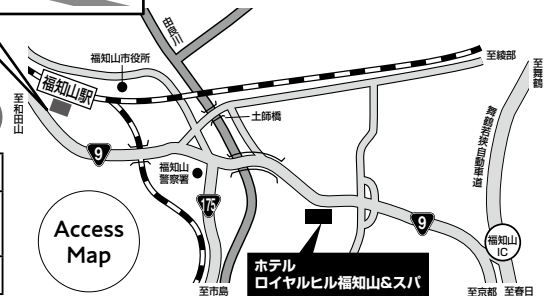 由良川
福知山市役所
至綾部
至舞鶴
福知山駅
至和田山
土師橋
舞鶴若狭自動車道
9
福知山
警察署
175
Access
Map
9
福知山
IC
ホテル
ロイヤルヒル福知山&スパ
至市島
至京都
至春日